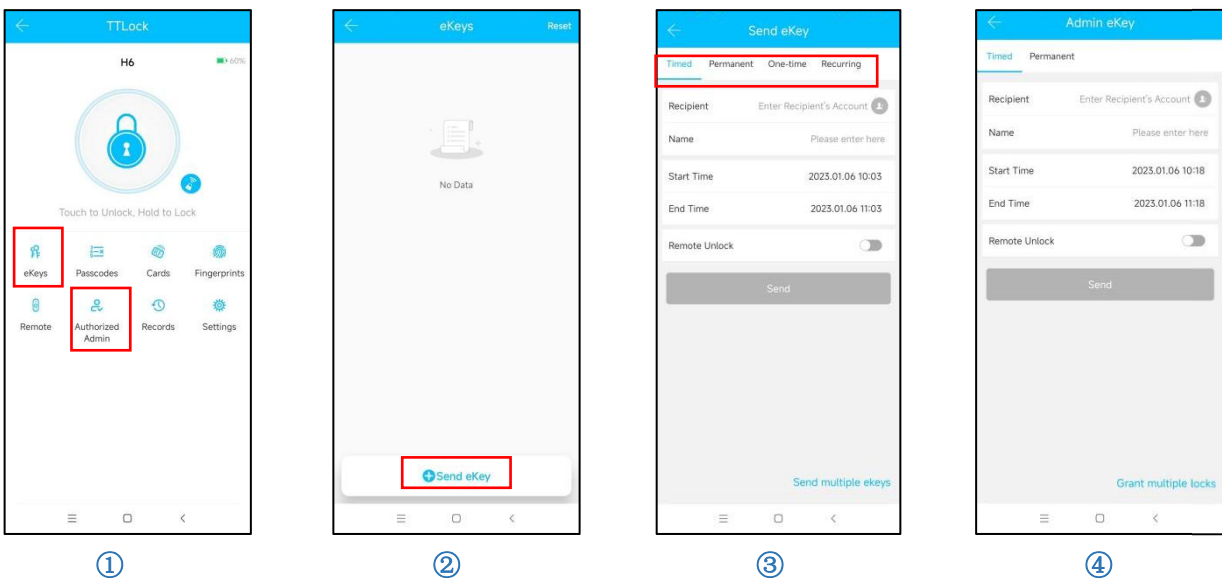 TTLock
H6
60%
Touch to Unlock, Hold to Lock
eKeys Passcodes Cards Fingerprints
Remote Authorized Admin Records Settings
①
eKeys
Reset
No Data
Send eKey
②
Send eKey
Timed Permanent One-time Recurring
Recipient Enter Recipient's Account
Name Please enter here
Start Time 2023.01.06 10:03
End Time 2023.01.06 11:03
Remote Unlock
Send
Send multiple ekeys
③
Admin eKey
Timed Permanent
Recipient Enter Recipient's Account
Name Please enter here
Start Time 2023.01.06 10:18
End Time 2023.01.06 11:18
Remote Unlock
Send
Grant multiple locks
④